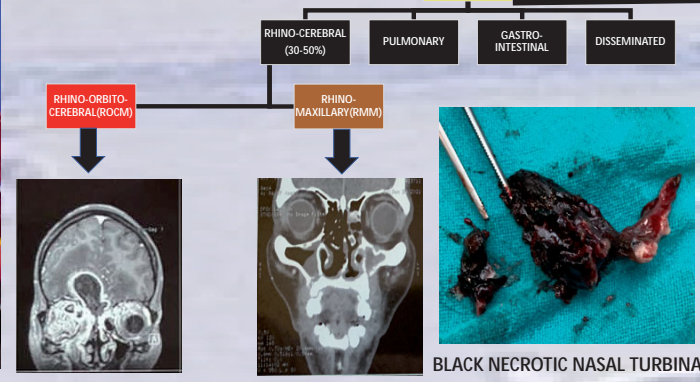 RHINO-CEREBRAL
(30-50%)
PULMONARY
GASTRO-
INTESTINAL
DISSEMINATED
RHINO-ORBITO-
CEREBRAL(ROCM)
RHINO-
MAXILLARY(RMM)
BLACK NECROTIC NASAL TURBINA